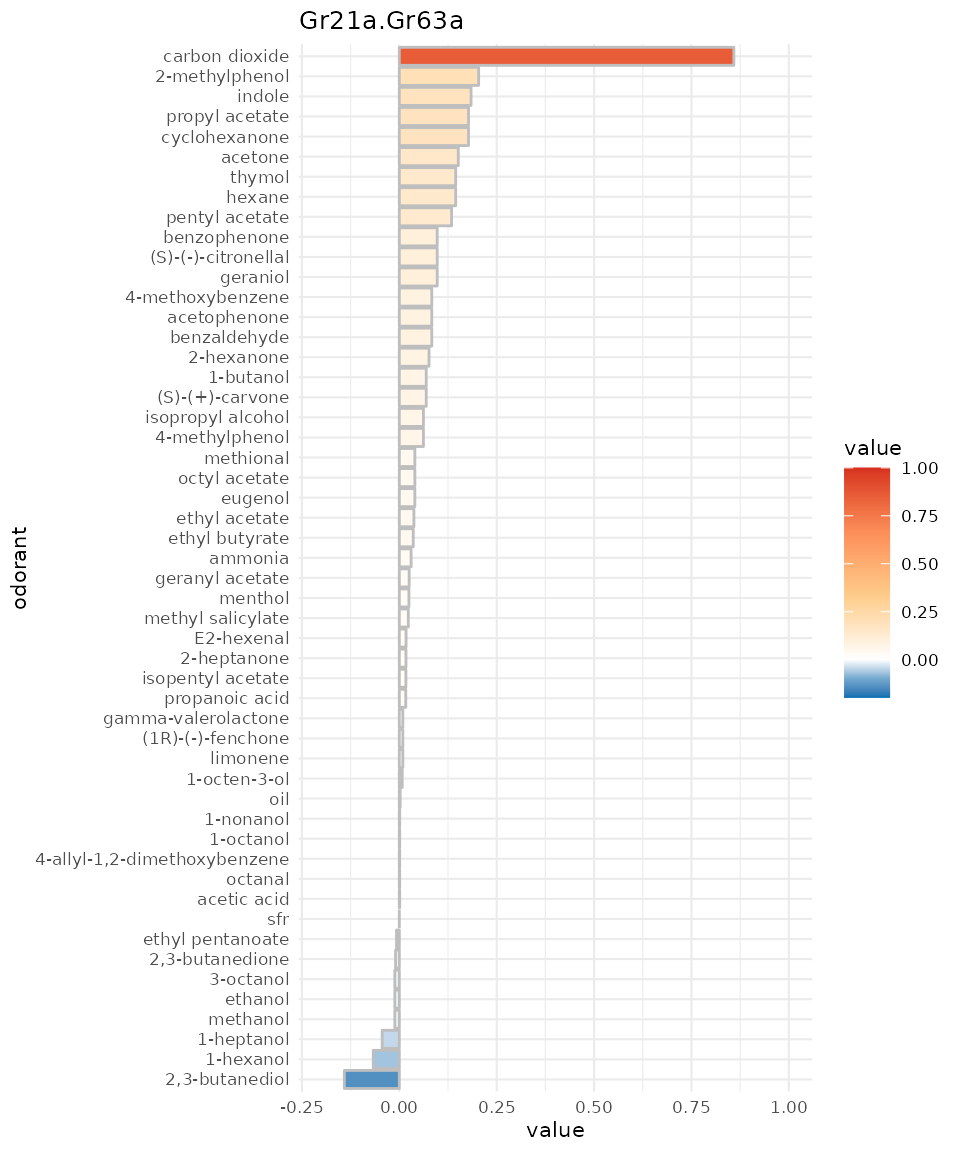 Gr21a.Gr63a
odorant
carbon dioxide
2-methylphenol
indole
propyl acetate
cyclohexanone
acetone
thymol
hexane
pentyl acetate
benzophenone
(S)-(-)-citronellal
geraniol
4-methoxybenzene
acetophenone
benzaldehyde
2-hexanone
1-butanol
(S)-(+)-carvone
isopropyl alcohol
4-methylphenol
methional
octyl acetate
eugenol
ethyl acetate
ethyl butyrate
ammonia
geranyl acetate
menthol
methyl salicylate
E2-hexenal
2-heptanone
isopentyl acetate
propanoic acid
gamma-valerolactone
(1R)-(-)-fenchone
limonene
1-octen-3-ol
oil
1-nonanol
1-octanol
4-allyl-1,2-dimethoxybenzene
octanal
acetic acid
sfr
ethyl pentanoate
2,3-butanedione
3-octanol
ethanol
methanol
1-heptanol
1-hexanol
2,3-butanediol
-0.25 0.00 0.25 0.50 0.75 1.00
value
value
1.00
0.75
0.50
0.25
0.00